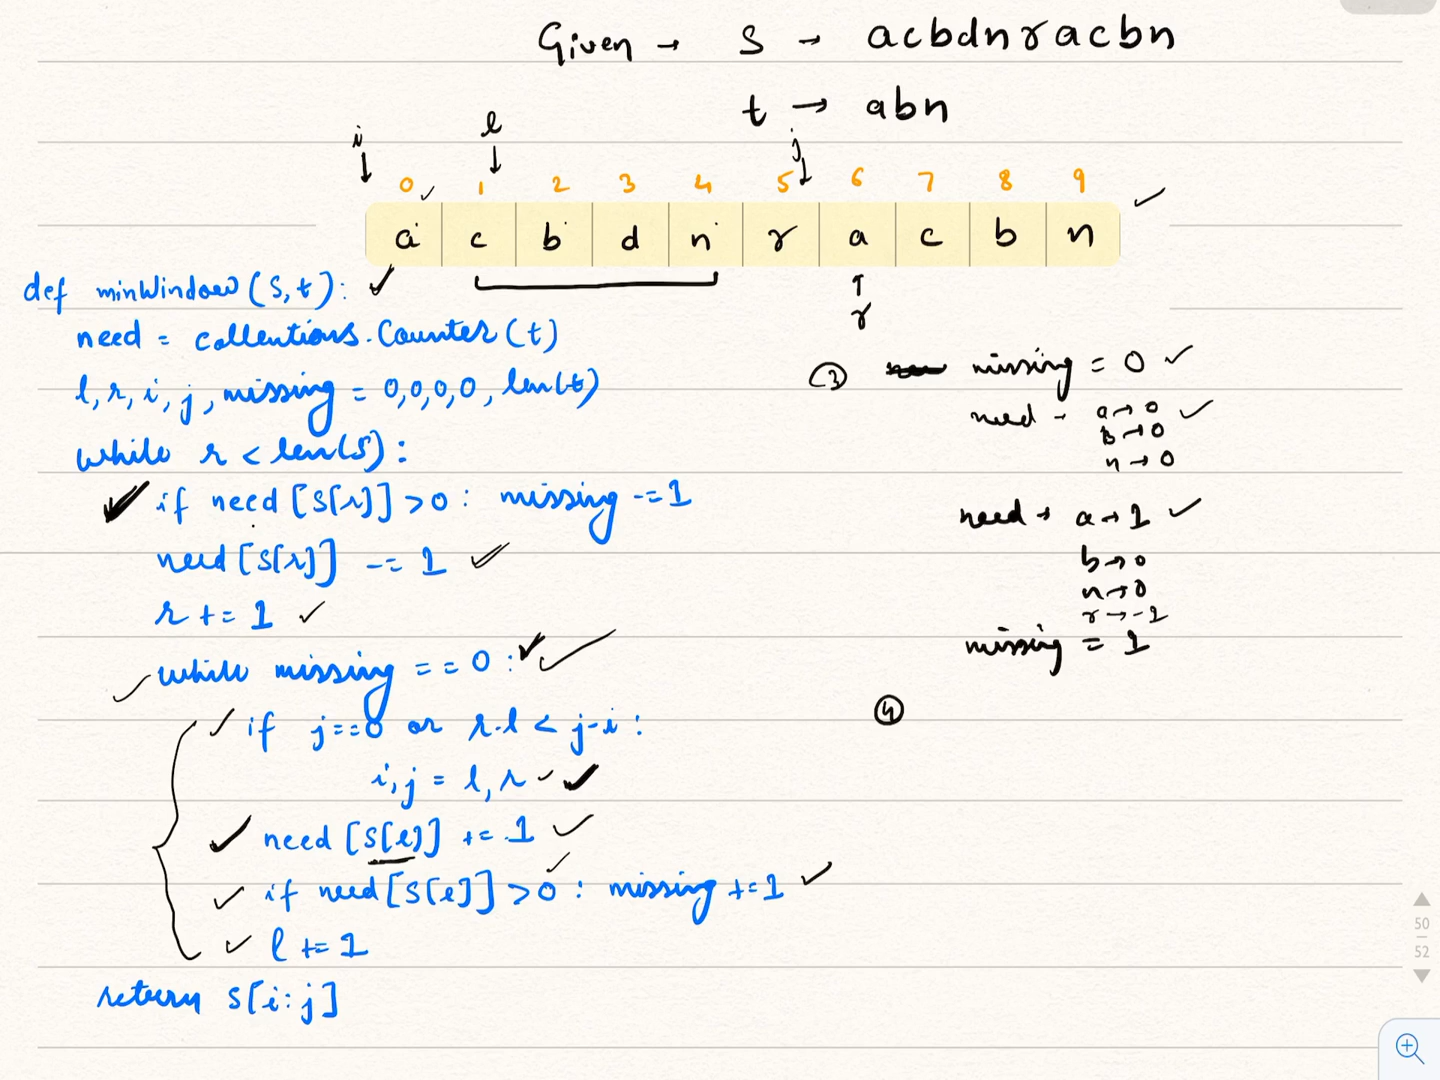 Given → S → acbdnracbn
t → abn
i l j
0 1 2 3 4 5 6 7 8 9
a c b d n r a c b n
r
def minWindow(S,t):
need = collentions.Counter(t)
l, r, i, j, missing = 0,0,0,0, len(t)
while r < len(S):
if need [S[r]] > 0 : missing -= 1
need [S[r]] -= 1
r += 1
while missing == 0 :
if j==0 or r-l < j-i :
i,j = l, r
need [S[l]] += 1
if need [S[l]] > 0 : missing += 1
l += 1
return S[i:j]
③ missing = 0
need → a → 0
b → 0
n → 0
need → a → 1
b → 0
n → 0
r → -1
missing = 1
④
50
52